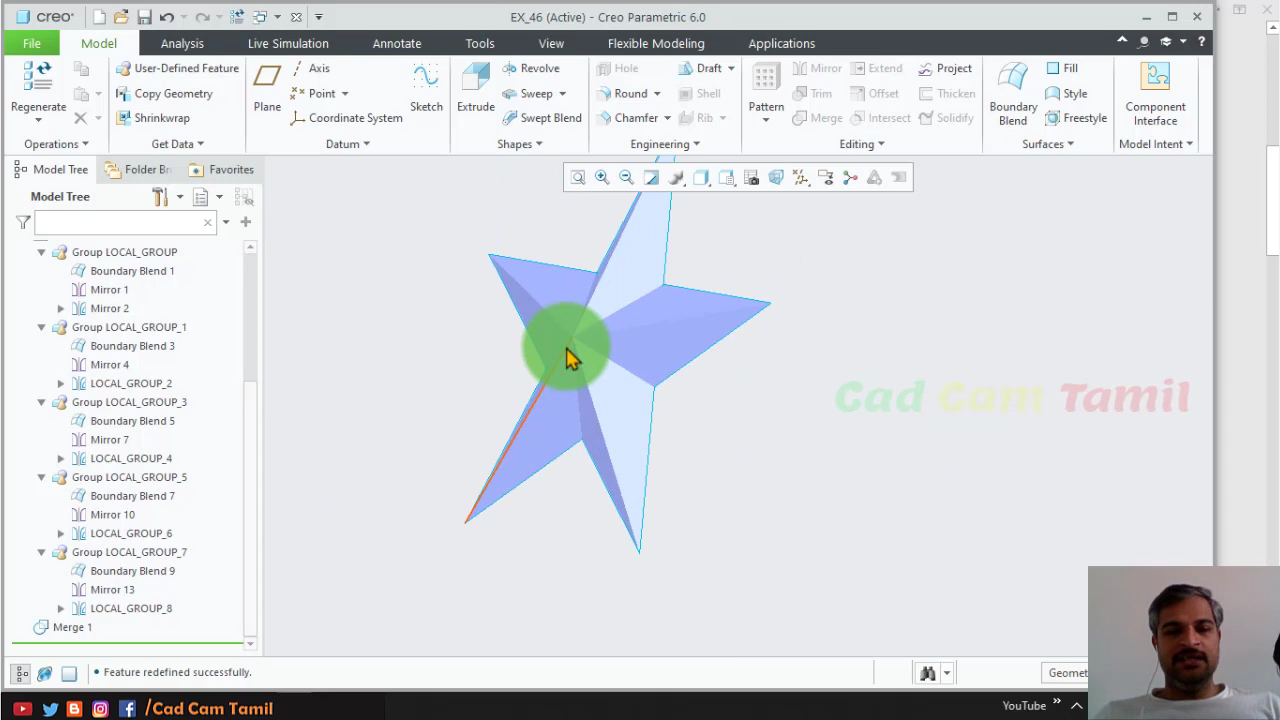 creo
EX_46 (Active) - Creo Parametric 6.0
File Model Analysis Live Simulation Annotate Tools View Flexible Modeling Applications
Regenerate
User-Defined Feature
Copy Geometry
Shrinkwrap
Plane
Axis
Point
Coordinate System
Sketch
Extrude
Revolve
Sweep
Swept Blend
Hole
Round
Chamfer
Draft
Shell
Rib
Pattern
Mirror
Trim
Merge
Extend
Offset
Intersect
Project
Thicken
Solidify
Boundary Blend
Fill
Style
Freestyle
Component Interface
Operations Get Data Datum Shapes Engineering Editing Surfaces Model Intent
Model Tree Folder Br Favorites
Model Tree
Group LOCAL_GROUP
Boundary Blend 1
Mirror 1
Mirror 2
Group LOCAL_GROUP_1
Boundary Blend 3
Mirror 4
LOCAL_GROUP_2
Group LOCAL_GROUP_3
Boundary Blend 5
Mirror 7
LOCAL_GROUP_4
Group LOCAL_GROUP_5
Boundary Blend 7
Mirror 10
LOCAL_GROUP_6
Group LOCAL_GROUP_7
Boundary Blend 9
Mirror 13
LOCAL_GROUP_8
Merge 1
Cad Cam Tamil
• Feature redefined successfully.
Geomet
/Cad Cam Tamil
YouTube